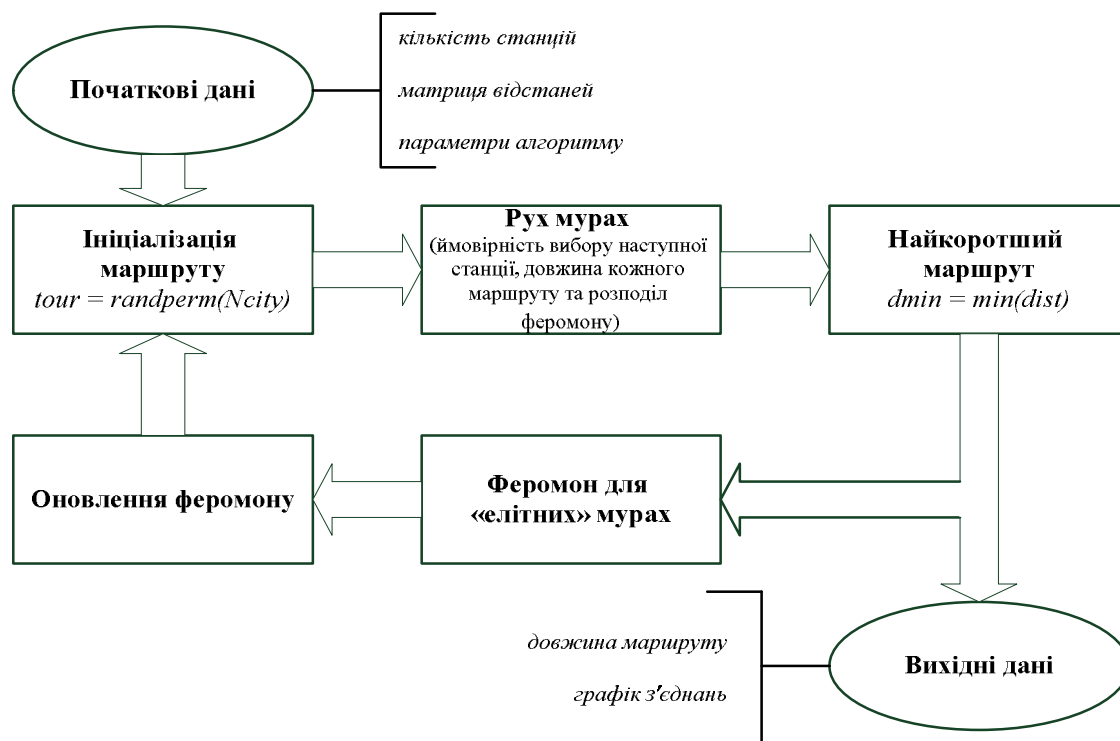 Початкові дані
кількість станцій
матриця відстаней
параметри алгоритму
Ініціалізація
маршруту
tour = randperm(Ncity)
Рух мурах
(ймовірність вибору наступної
станції, довжина кожного
маршруту та розподіл
феромону)
Найкоротший
маршрут
dmin = min(dist)
Оновлення феромону
Феромон для
«елітних» мурах
довжина маршруту
графік з'єднань
Вихідні дані